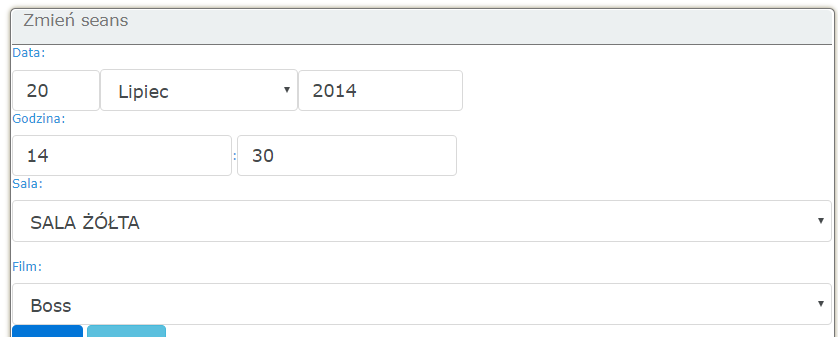 Zmień seans
Data:
20 Lipiec 2014
Godzina:
14 : 30
Sala:
SALA ŻÓŁTA
Film:
Boss